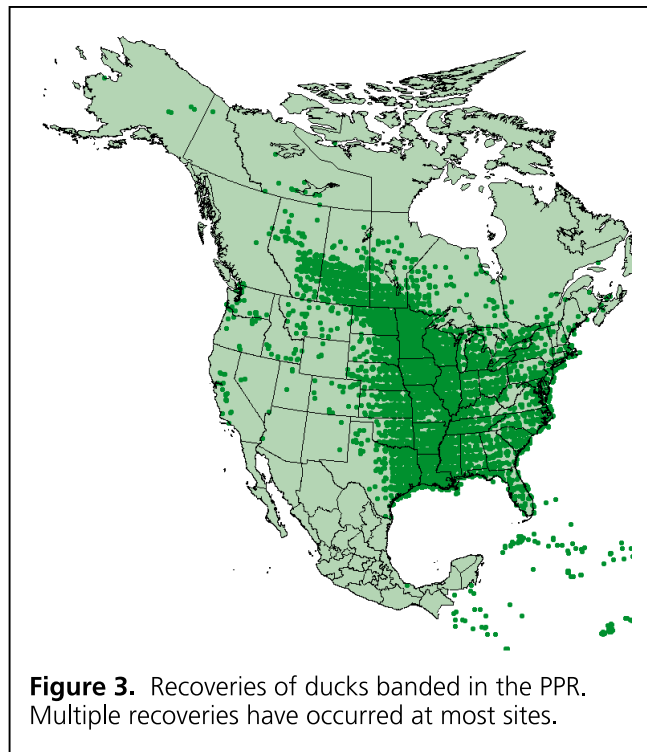 Figure 3. Recoveries of ducks banded in the PPR.
Multiple recoveries have occurred at most sites.